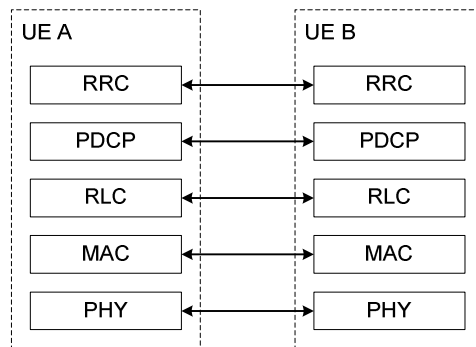 UE A UE B
RRC RRC
PDCP PDCP
RLC RLC
MAC MAC
PHY PHY